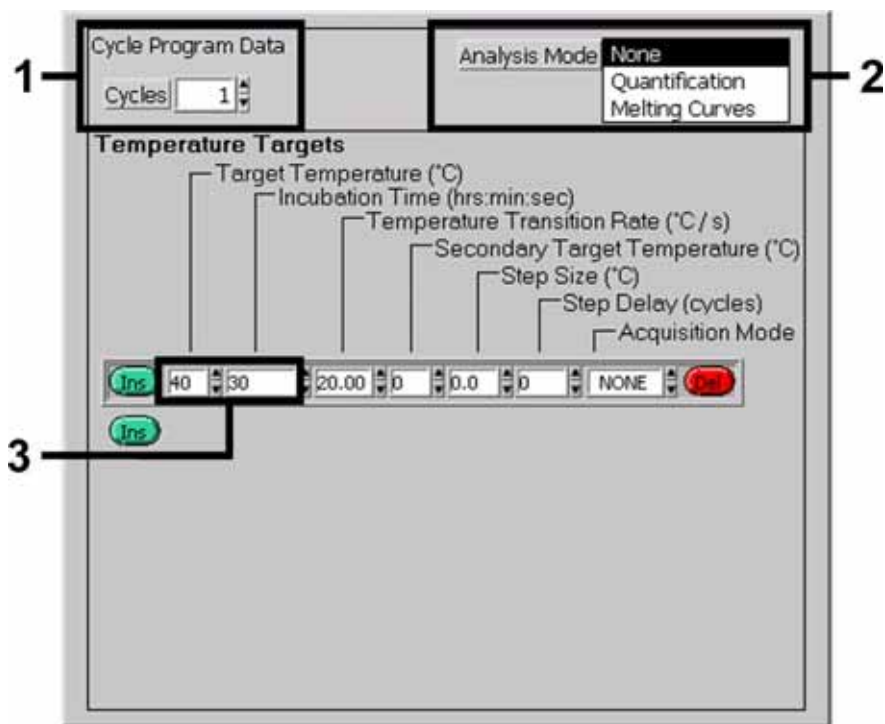 1
Cycle Program Data
Cycles 1
Analysis Mode None
Quantification
Melting Curves
2
Temperature Targets
Target Temperature (°C)
Incubation Time (hrs:min:sec)
Temperature Transition Rate (°C / s)
Secondary Target Temperature (°C)
Step Size (°C)
Step Delay (cycles)
Acquisition Mode
Ins 40 30 20.00 0 0.0 0 NONE Del
Ins
3